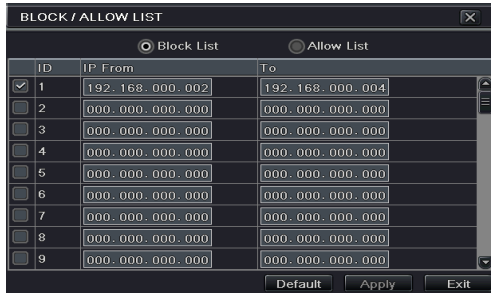 BLOCK / ALLOW LIST
Block List Allow List
ID IP From To
1 192.168.000.002 192.168.000.004
2 000.000.000.000 000.000.000.000
3 000.000.000.000 000.000.000.000
4 000.000.000.000 000.000.000.000
5 000.000.000.000 000.000.000.000
6 000.000.000.000 000.000.000.000
7 000.000.000.000 000.000.000.000
8 000.000.000.000 000.000.000.000
9 000.000.000.000 000.000.000.000
Default Apply Exit